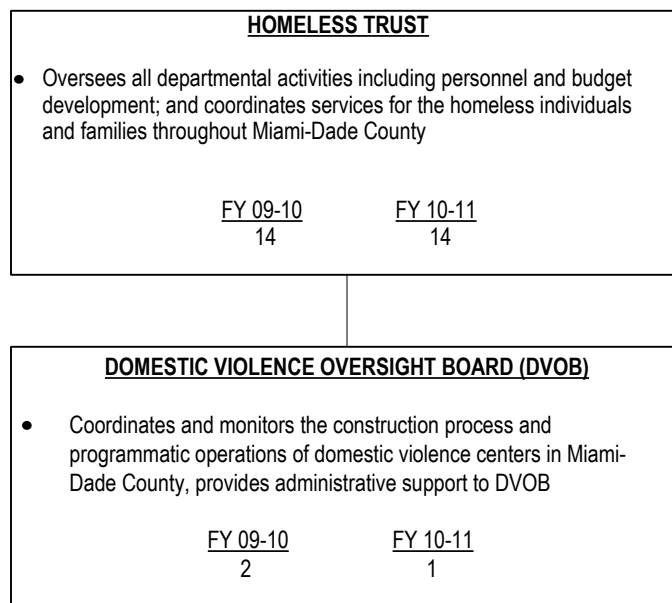 HOMELESS TRUST
● Oversees all departmental activities including personnel and budget
development; and coordinates services for the homeless individuals
and families throughout Miami-Dade County
FY 09-10 FY 10-11
14 14
DOMESTIC VIOLENCE OVERSIGHT BOARD (DVOB)
● Coordinates and monitors the construction process and
programmatic operations of domestic violence centers in Miami-
Dade County, provides administrative support to DVOB
FY 09-10 FY 10-11
2 1